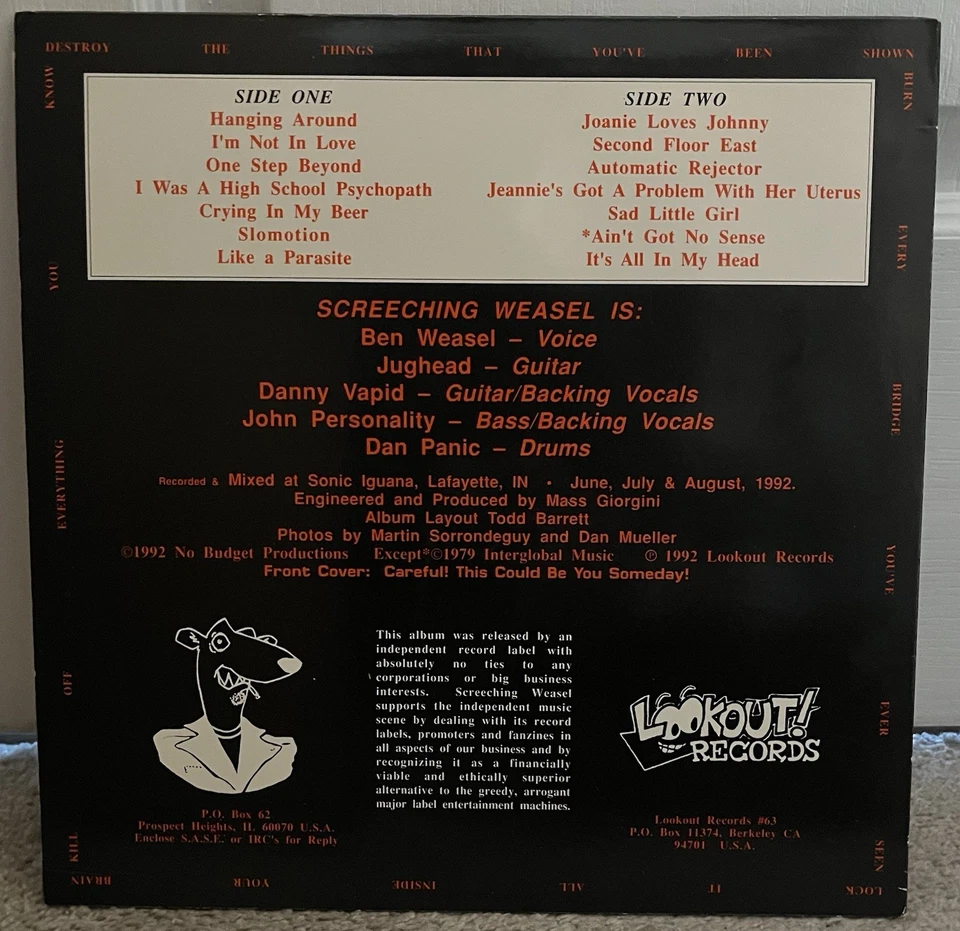 DESTROY THE THINGS THAT YOU'VE BEEN SHOWN
BURN EVERY BRIDGE YOU'VE EVER SEEN
LOCK IT ALL INSIDE YOUR BRAIN
KILL OFF EVERYTHING YOU KNOW
SIDE ONE
Hanging Around
I'm Not In Love
One Step Beyond
I Was A High School Psychopath
Crying In My Beer
Slomotion
Like a Parasite
SIDE TWO
Joanie Loves Johnny
Second Floor East
Automatic Rejector
Jeannie's Got A Problem With Her Uterus
Sad Little Girl
*Ain't Got No Sense
It's All In My Head
SCREECHING WEASEL IS:
Ben Weasel – Voice
Jughead – Guitar
Danny Vapid – Guitar/Backing Vocals
John Personality – Bass/Backing Vocals
Dan Panic – Drums
Recorded & Mixed at Sonic Iguana, Lafayette, IN • June, July & August, 1992.
Engineered and Produced by Mass Giorgini
Album Layout Todd Barrett
Photos by Martin Sorrondeguy and Dan Mueller
©1992 No Budget Productions Except*©1979 Interglobal Music ℗ 1992 Lookout Records
Front Cover: Careful! This Could Be You Someday!
This album was released by an
independent record label with
absolutely no ties to any
corporations or big business
interests. Screeching Weasel
supports the independent music
scene by dealing with its record
labels, promoters and fanzines in
all aspects of our business and by
recognizing it as a financially
viable and ethically superior
alternative to the greedy, arrogant
major label entertainment machines.
LOOKOUT!
RECORDS
P.O. Box 62
Prospect Heights, IL 60070 U.S.A.
Enclose S.A.S.E. or IRC's for Reply
Lookout Records #63
P.O. Box 11374, Berkeley CA
94701 U.S.A.